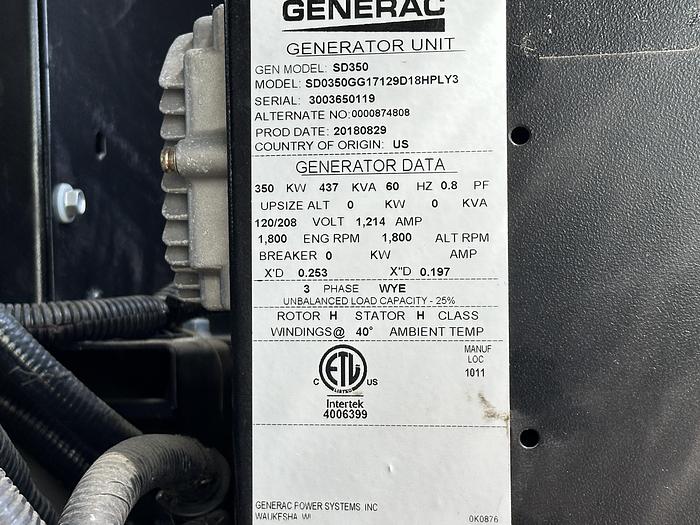 GENERAC
GENERATOR UNIT
GEN MODEL: SD350
MODEL: SD0350GG17129D18HPLY3
SERIAL: 3003650119
ALTERNATE NO:0000874808
PROD DATE: 20180829
COUNTRY OF ORIGIN: US
GENERATOR DATA
350 KW 437 KVA 60 HZ 0.8 PF
UPSIZE ALT 0 KW 0 KVA
120/208 VOLT 1,214 AMP
1,800 ENG RPM 1,800 ALT RPM
BREAKER 0 KW AMP
X'D 0.253 X"D 0.197
3 PHASE WYE
UNBALANCED LOAD CAPACITY - 25%
ROTOR H STATOR H CLASS
WINDINGS@ 40° AMBIENT TEMP
MANUF
LOC
1011
ETL
C LISTED US
Intertek
4006399
GENERAC POWER SYSTEMS, INC
WAUKESHA, WI
0K0876